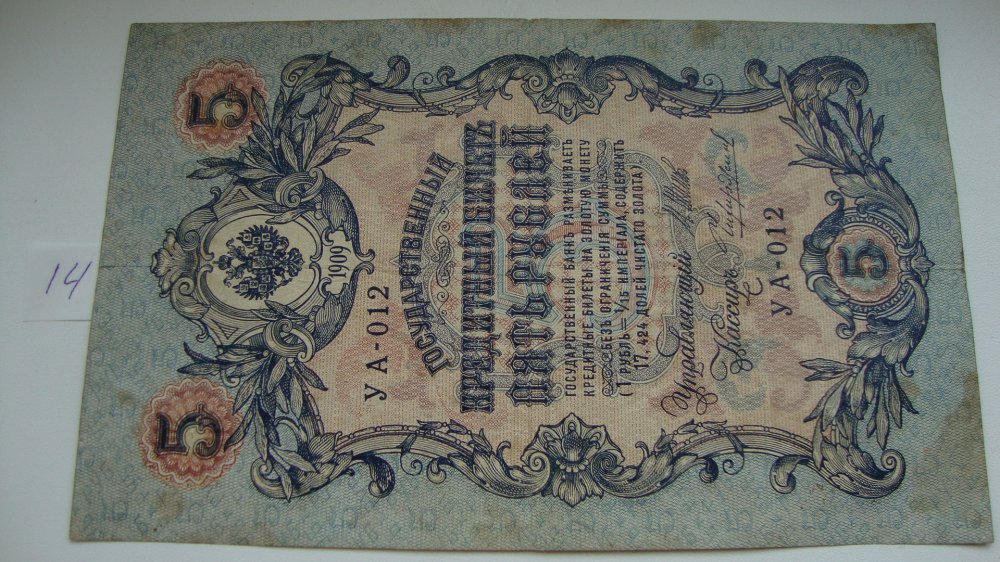 14
5 5
1909
УА-012
ГОСУДАРСТВЕННЫЙ
КРЕДИТНЫЙ БИЛЕТЪ
ПЯТЬ РУБЛЕЙ
ГОСУДАРСТВЕННЫЙ БАНКЪ РАЗМѢНИВАЕТЪ
КРЕДИТНЫЕ БИЛЕТЫ НА ЗОЛОТУЮ МОНЕТУ
БЕЗЪ ОГРАНИЧЕНІЯ СУММЫ
(1 РУБЛЬ = 1/15 ИМПЕРІАЛА, СОДЕРЖИТЪ
17,424 ДОЛЕЙ ЧИСТАГО ЗОЛОТА)
Управляющій
Кассиръ
УА-012
5